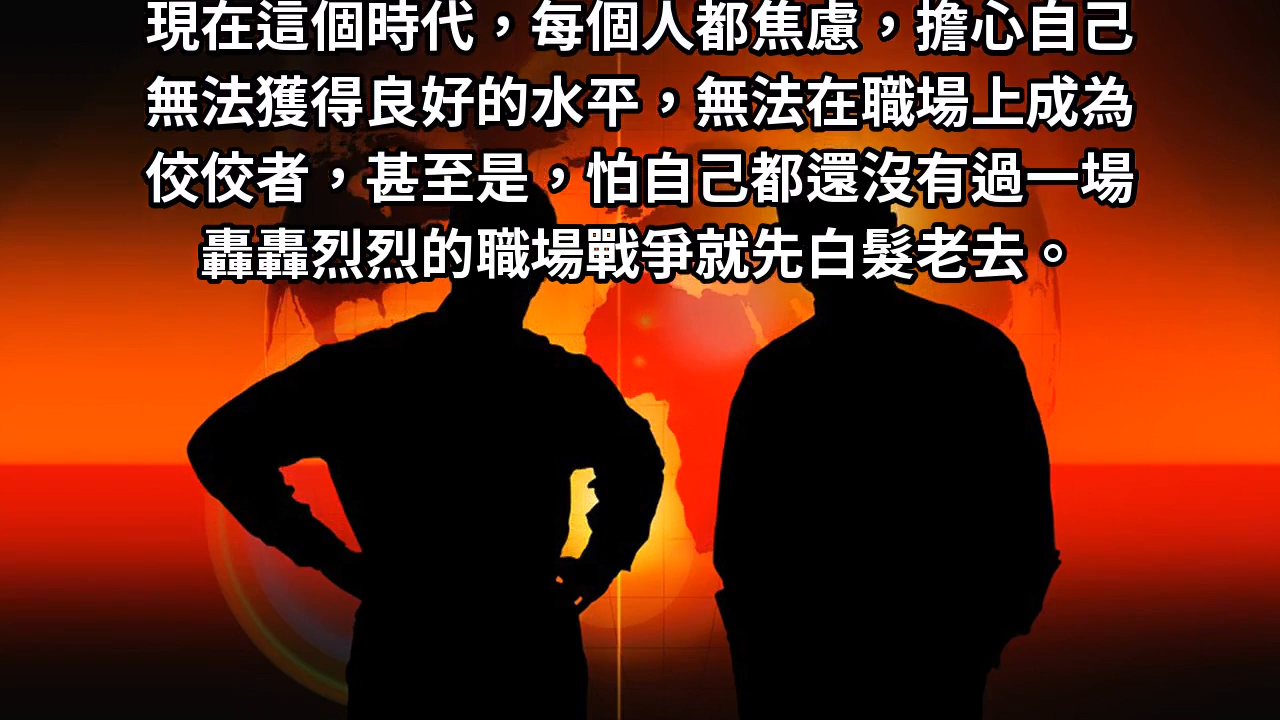 現在這個時代，每個人都焦慮，擔心自己
無法獲得良好的水平，無法在職場上成為
佼佼者，甚至是，怕自己都還沒有過一場
轟轟烈烈的職場戰爭就先白髮老去。